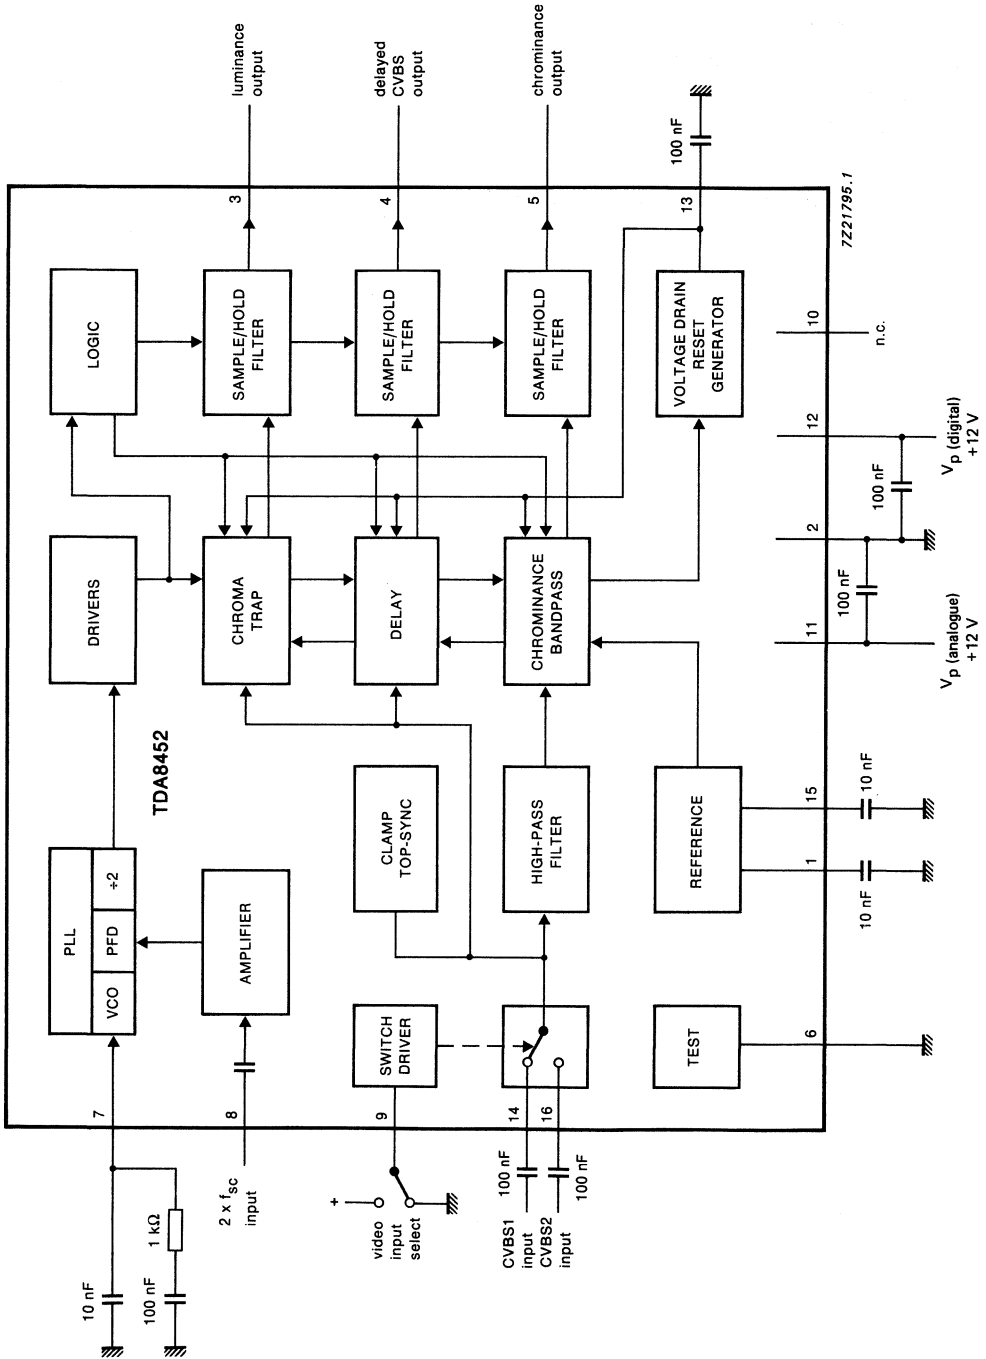 luminance
output
delayed
CVBS
output
chrominance
output
100 nF
3
4
5
13
7Z21795.1
LOGIC
SAMPLE/HOLD
FILTER
SAMPLE/HOLD
FILTER
SAMPLE/HOLD
FILTER
VOLTAGE DRAIN
RESET
GENERATOR
10
n.c.
12
Vp (digital)
+12 V
100 nF
2
100 nF
11
Vp (analogue)
+12 V
DRIVERS
CHROMA
TRAP
DELAY
CHROMINANCE
BANDPASS
TDA8452
PLL
VCO
PFD
÷2
AMPLIFIER
CLAMP
TOP-SYNC
HIGH-PASS
FILTER
REFERENCE
15
10 nF
1
10 nF
SWITCH
DRIVER
TEST
6
7
8
9
14
16
10 nF
100 nF
1 kΩ
2 x fsc
input
+
video
input
select
100 nF
100 nF
CVBS1
input
CVBS2
input